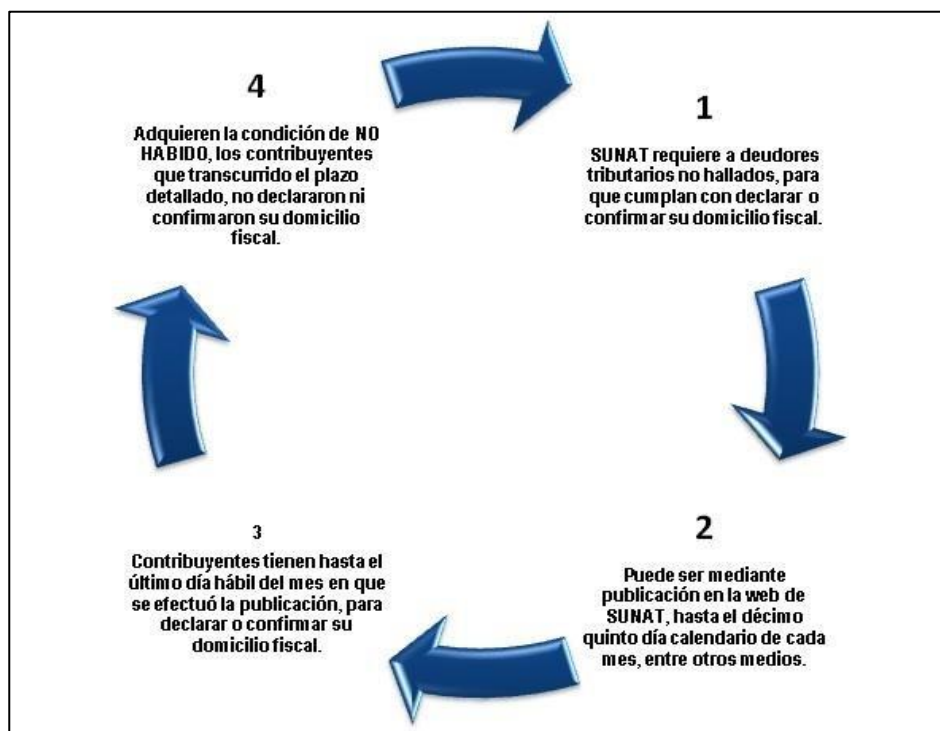 1
SUNAT requiere a deudores
tributarios no hallados, para
que cumplan con declarar o
confirmar su domicilio fiscal.
2
Puede ser mediante
publicación en la web de
SUNAT, hasta el décimo
quinto día calendario de cada
mes, entre otros medios.
3
Contribuyentes tienen hasta el
último día hábil del mes en que
se efectuó la publicación, para
declarar o confirmar su
domicilio fiscal.
4
Adquieren la condición de NO
HABIDO, los contribuyentes
que transcurrido el plazo
detallado, no declararon ni
confirmaron su domicilio
fiscal.